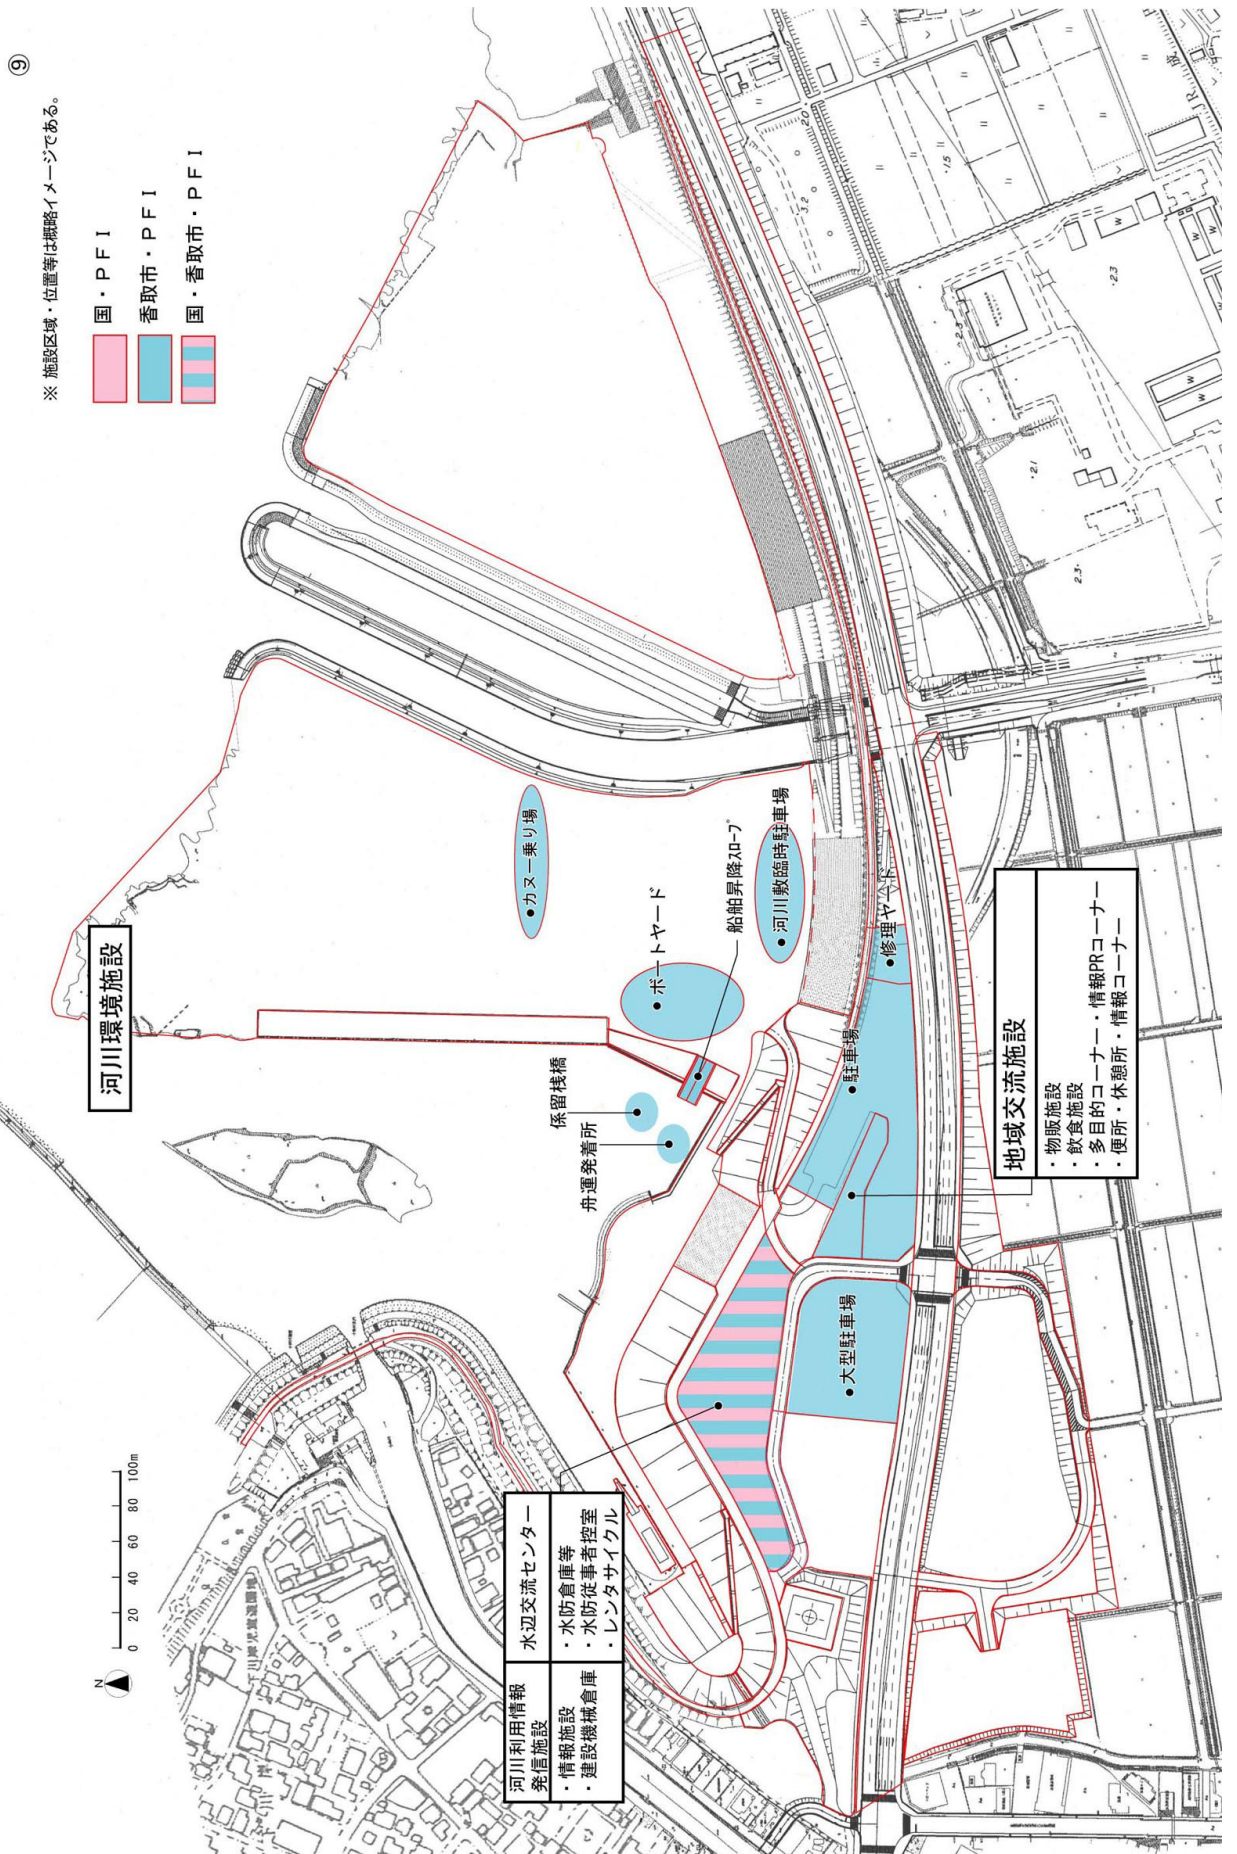 ⑨
※ 施設区域・位置等は概略イメージである。
国・ＰＦＩ
香取市・ＰＦＩ
国・香取市・ＰＦＩ
N
0 20 40 60 80 100m
河川環境施設
カヌー乗り場
ボートヤード
船舶昇降スロープ
河川敷臨時駐車場
係留桟橋
舟運発着所
修理ヤード
駐車場
大型駐車場
地域交流施設
・物販施設
・飲食施設
・多目的コーナー・情報PRコーナー
・便所・休憩所・情報コーナー
河川利用情報
発信施設
・情報施設
・建設機械倉庫
水辺交流センター
・水防倉庫等
・水防従事者控室
・レンタサイクル